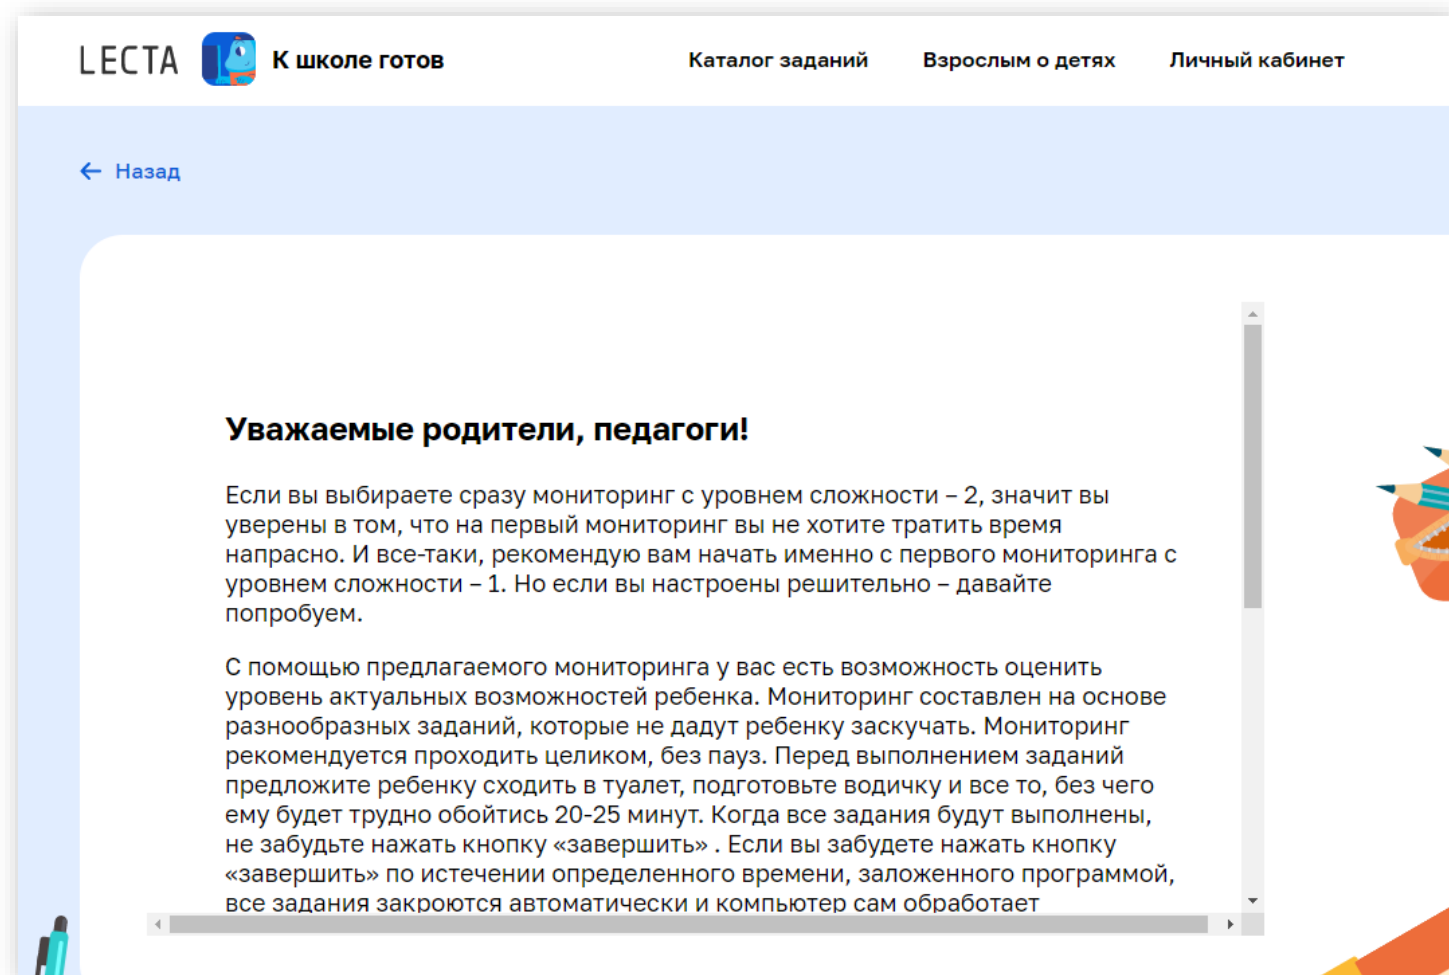 LECTA К школе готов Каталог заданий Взрослым о детях Личный кабинет
← Назад
Уважаемые родители, педагоги!
Если вы выбираете сразу мониторинг с уровнем сложности – 2, значит вы
уверены в том, что на первый мониторинг вы не хотите тратить время
напрасно. И все-таки, рекомендую вам начать именно с первого мониторинга с
уровнем сложности – 1. Но если вы настроены решительно – давайте
попробуем.
С помощью предлагаемого мониторинга у вас есть возможность оценить
уровень актуальных возможностей ребенка. Мониторинг составлен на основе
разнообразных заданий, которые не дадут ребенку заскучать. Мониторинг
рекомендуется проходить целиком, без пауз. Перед выполнением заданий
предложите ребенку сходить в туалет, подготовьте водичку и все то, без чего
ему будет трудно обойтись 20-25 минут. Когда все задания будут выполнены,
не забудьте нажать кнопку «завершить» . Если вы забудете нажать кнопку
«завершить» по истечении определенного времени, заложенного программой,
все задания закроются автоматически и компьютер сам обработает